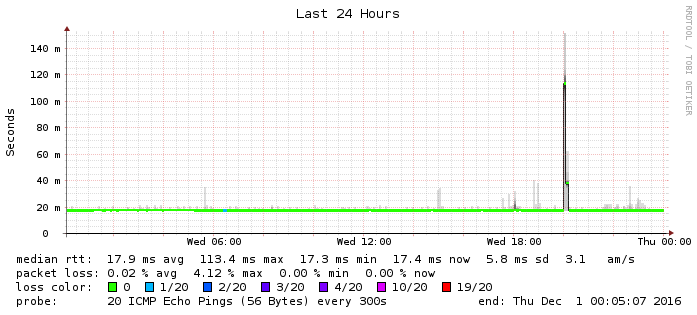 Last 24 Hours
RRDTOOL / TOBI OETIKER
Seconds
140 m
120 m
100 m
80 m
60 m
40 m
20 m
0
Wed 06:00 Wed 12:00 Wed 18:00 Thu 00:00
median rtt: 17.9 ms avg 113.4 ms max 17.3 ms min 17.4 ms now 5.8 ms sd 3.1 am/s
packet loss: 0.02 % avg 4.12 % max 0.00 % min 0.00 % now
loss color: 0 1/20 2/20 3/20 4/20 10/20 19/20
probe: 20 ICMP Echo Pings (56 Bytes) every 300s end: Thu Dec 1 00:05:07 2016